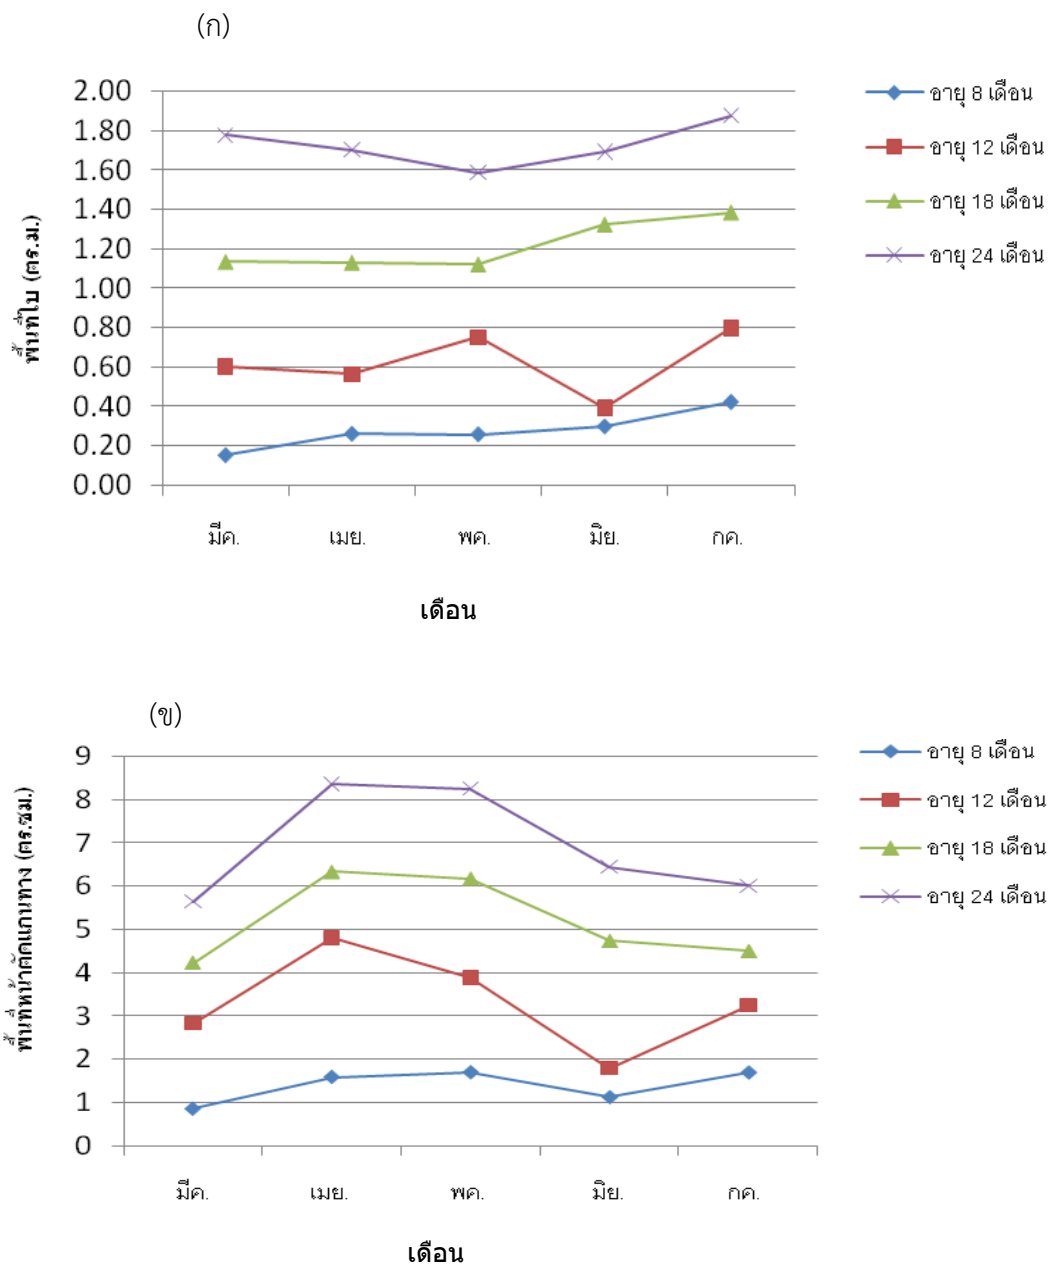 (ก)
2.00
1.80
1.60
1.40
1.20
1.00
0.80
0.60
0.40
0.20
0.00
พื้นที่ใบ (ตร.ม.)
มีค. เมย. พค. มิย. กค.
เดือน
อายุ 8 เดือน
อายุ 12 เดือน
อายุ 18 เดือน
อายุ 24 เดือน
(ข)
9
8
7
6
5
4
3
2
1
0
พื้นที่หน้าตัดแกนทาง (ตร.ซม.)
มีค. เมย. พค. มิย. กค.
เดือน
อายุ 8 เดือน
อายุ 12 เดือน
อายุ 18 เดือน
อายุ 24 เดือน